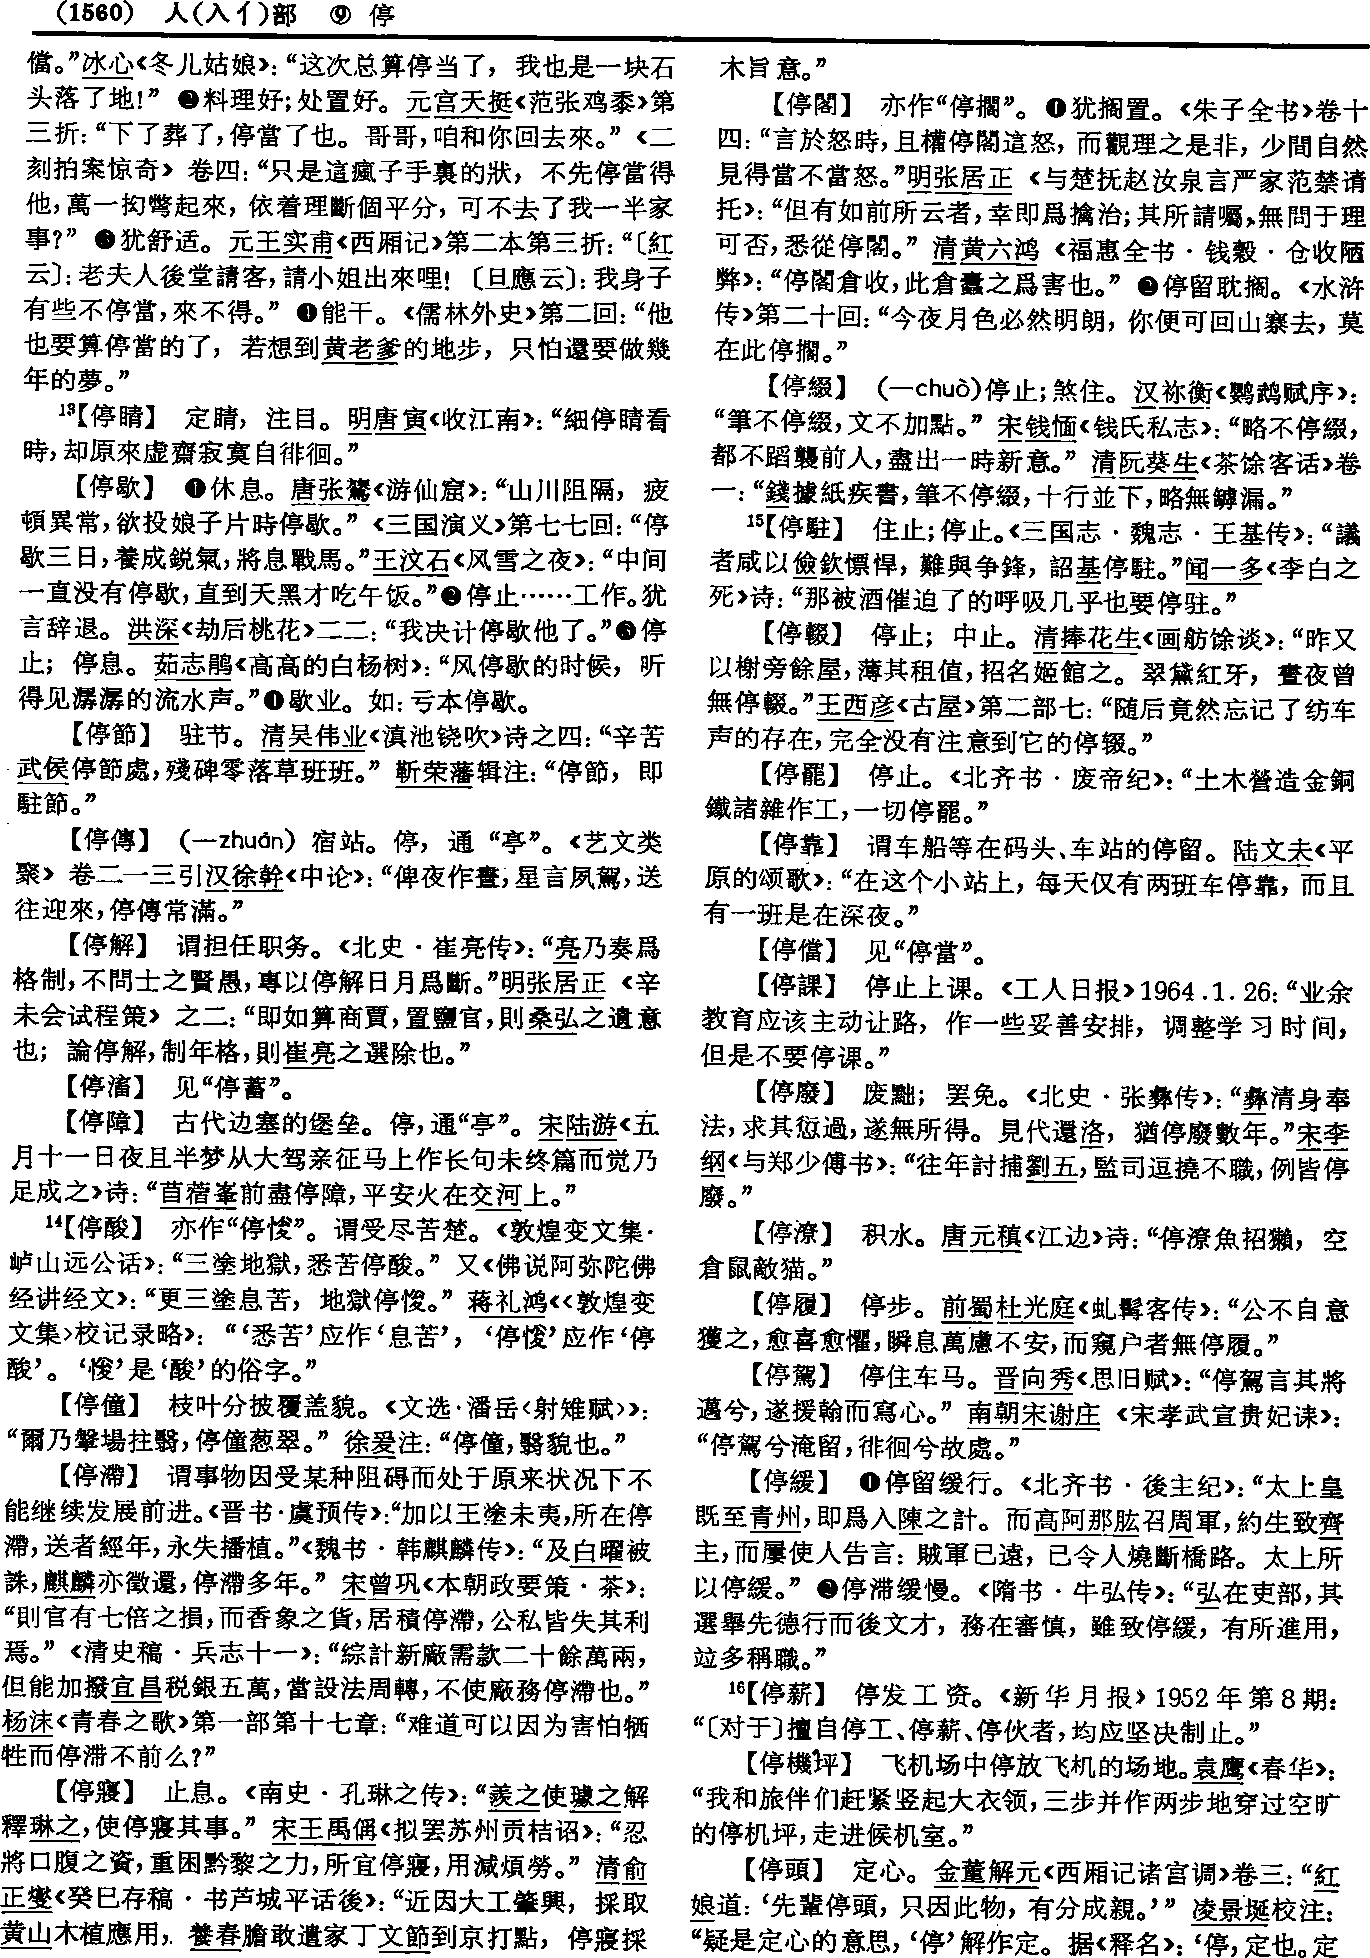 （1560） 人(入亻)部 ⑨ 停
儅。”冰心《冬儿姑娘》：“这次总算停当了，我也是一块石
头落了地！” ❷料理好；处置好。元宫天挺《范张鸡黍》第
三折：“下了葬了，停當了也。哥哥，咱和你回去來。”《二
刻拍案惊奇》卷四：“只是這瘋子手裏的狀，不先停當得
他，萬一拗彆起來，依着理斷個平分，可不去了我一半家
事？” ❸犹舒适。元王实甫《西厢记》第二本第三折：“〔紅
云〕：老夫人後堂請客，請小姐出來哩！〔旦應云〕：我身子
有些不停當，來不得。” ❹能干。《儒林外史》第二回：“他
也要算停當的了，若想到黄老爹的地步，只怕還要做幾
年的夢。”
¹³【停睛】 定睛，注目。明唐寅《收江南》：“細停睛看
時，却原來虚齋寂寞自徘徊。”
【停歇】 ❶休息。唐张鷟《游仙窟》：“山川阻隔，疲
頓異常，欲投娘子片時停歇。”《三国演义》第七七回：“停
歇三日，養成鋭氣，將息戰馬。”王汶石《风雪之夜》：“中间
一直没有停歇，直到天黑才吃午饭。”❷停止……工作。犹
言辞退。洪深《劫后桃花》二二：“我决计停歇他了。”❸停
止；停息。茹志鹃《高高的白杨树》：“风停歇的时候，听
得见潺潺的流水声。”❹歇业。如：亏本停歇。
【停節】 驻节。清吴伟业《滇池铙吹》诗之四：“辛苦
武侯停節處，殘碑零落草班班。” 靳荣藩辑注：“停節，即
駐節。”
【停傳】 （—zhuàn）宿站。停，通“亭”。《艺文类
聚》卷二一三引汉徐幹《中论》：“俾夜作晝，星言夙駕，送
往迎來，停傳常滿。”
【停解】 谓担任职务。《北史·崔亮传》：“亮乃奏爲
格制，不問士之賢愚，專以停解日月爲斷。”明张居正《辛
未会试程策》之二：“即如算商賈，置鹽官，則桑弘之遺意
也；論停解，制年格，則崔亮之選除也。”
【停滀】 见“停蓄”。
【停障】 古代边塞的堡垒。停，通“亭”。宋陆游《五
月十一日夜且半梦从大驾亲征马上作长句未终篇而觉乃
足成之》诗：“苜蓿峯前盡停障，平安火在交河上。”
¹⁴【停酸】 亦作“停悛”。谓受尽苦楚。《敦煌变文集·
庐山远公话》：“三塗地獄，悉苦停酸。” 又《佛说阿弥陀佛
经讲经文》：“更三塗息苦，地獄停悛。” 蒋礼鸿《〈敦煌变
文集〉校记录略》：“‘悉苦’应作‘息苦’，‘停悛’应作‘停
酸’。‘悛’是‘酸’的俗字。”
【停僮】 枝叶分披覆盖貌。《文选·潘岳〈射雉赋〉》：
“爾乃擊場拄翳，停僮葱翠。” 徐爰注：“停僮，翳貌也。”
【停滯】 谓事物因受某种阻碍而处于原来状况下不
能继续发展前进。《晋书·虞预传》：“加以王塗未夷，所在停
滯，送者經年，永失播植。”《魏书·韩麒麟传》：“及白曜被
誅，麒麟亦徵還，停滯多年。” 宋曾巩《本朝政要策·茶》：
“則官有七倍之損，而香象之貨，居積停滯，公私皆失其利
焉。”《清史稿·兵志十一》：“綜計新廠需款二十餘萬兩，
但能加撥宜昌税銀五萬，當設法周轉，不使廠務停滯也。”
杨沫《青春之歌》第一部第十七章：“难道可以因为害怕牺
牲而停滞不前么？”
【停寢】 止息。《南史·孔琳之传》：“羨之使璩之解
釋琳之，使停寢其事。” 宋王禹偁《拟罢苏州贡桔诏》：“忍
將口腹之資，重困黔黎之力，所宜停寢，用減煩勞。” 清俞
正燮《癸巳存稿·书芦城平话後》：“近因大工肇興，採取
黄山木植應用，養春膽敢遣家丁文節到京打點，停寢採
木旨意。”
【停閣】 亦作“停擱”。❶犹搁置。《朱子全书》卷十
四：“言於怒時，且權停閣這怒，而觀理之是非，少間自然
見得當不當怒。”明张居正《与楚抚赵汝泉言严家范禁请
托》：“但有如前所云者，幸即爲擒治；其所請囑，無問于理
可否，悉從停閣。” 清黄六鸿《福惠全书·钱穀·仓收陋
弊》：“停閣倉收，此倉蠹之爲害也。” ❷停留耽搁。《水浒
传》第二十回：“今夜月色必然明朗，你便可回山寨去，莫
在此停擱。”
【停綴】 （—chuò）停止；煞住。汉祢衡《鹦鹉赋序》：
“筆不停綴，文不加點。” 宋钱愐《钱氏私志》：“略不停綴，
都不蹈襲前人，盡出一時新意。” 清阮葵生《茶馀客话》卷
一：“錢據紙疾書，筆不停綴，十行並下，略無罅漏。”
¹⁵【停駐】 住止；停止。《三国志·魏志·王基传》：“議
者咸以儉欽慓悍，難與争鋒，詔基停駐。”闻一多《李白之
死》诗：“那被酒催迫了的呼吸几乎也要停驻。”
【停輟】 停止；中止。清捧花生《画舫馀谈》：“昨又
以榭旁餘屋，薄其租值，招名姬館之。翠黛紅牙，晝夜曾
無停輟。”王西彦《古屋》第二部七：“随后竟然忘记了纺车
声的存在，完全没有注意到它的停辍。”
【停罷】 停止。《北齐书·废帝纪》：“土木營造金銅
鐵諸雜作工，一切停罷。”
【停靠】 谓车船等在码头、车站的停留。陆文夫《平
原的颂歌》：“在这个小站上，每天仅有两班车停靠，而且
有一班是在深夜。”
【停儅】 见“停當”。
【停課】 停止上课。《工人日报》1964.1.26：“业余
教育应该主动让路，作一些妥善安排，调整学习时间，
但是不要停课。”
【停廢】 废黜；罢免。《北史·张彝传》：“彝清身奉
法，求其愆過，遂無所得。見代還洛，猶停廢數年。”宋李
纲《与郑少傅书》：“往年討捕劉五，監司逗撓不職，例皆停
廢。”
【停潦】 积水。唐元稹《江边》诗：“停潦魚招獺，空
倉鼠敵猫。”
【停履】 停步。前蜀杜光庭《虬髯客传》：“公不自意
獲之，愈喜愈懼，瞬息萬慮不安，而窺户者無停履。”
【停駕】 停住车马。晋向秀《思旧赋》：“停駕言其將
邁兮，遂援翰而寫心。” 南朝宋谢庄《宋孝武宣贵妃诔》：
“停駕兮淹留，徘徊兮故處。”
【停緩】 ❶停留缓行。《北齐书·後主纪》：“太上皇
既至青州，即爲入陳之計。而高阿那肱召周軍，約生致齊
主，而屢使人告言：賊軍已遠，已令人燒斷橋路。太上所
以停緩。” ❷停滞缓慢。《隋书·牛弘传》：“弘在吏部，其
選舉先德行而後文才，務在審慎，雖致停緩，有所進用，
竝多稱職。”
¹⁶【停薪】 停发工资。《新华月报》1952年第8期：
“〔对于〕擅自停工、停薪、停伙者，均应坚决制止。”
【停機坪】 飞机场中停放飞机的场地。袁鹰《春华》：
“我和旅伴们赶紧竖起大衣领，三步并作两步地穿过空旷
的停机坪，走进候机室。”
【停頭】 定心。金董解元《西厢记诸宫调》卷三：“紅
娘道：‘先輩停頭，只因此物，有分成親。’” 凌景埏校注：
“疑是定心的意思，‘停’解作定。据《释名》：‘停，定也。定